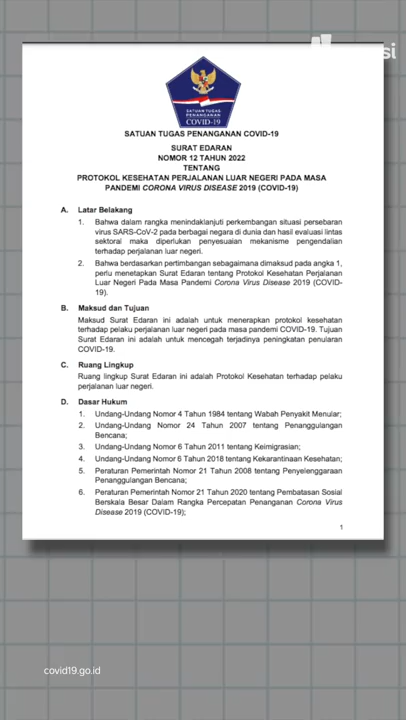 si
SATUAN TUGAS
PENANGANAN
COVID-19
SATUAN TUGAS PENANGANAN COVID-19
SURAT EDARAN
NOMOR 12 TAHUN 2022
TENTANG
PROTOKOL KESEHATAN PERJALANAN LUAR NEGERI PADA MASA
PANDEMI CORONA VIRUS DISEASE 2019 (COVID-19)
A. Latar Belakang
1. Bahwa dalam rangka menindaklanjuti perkembangan situasi persebaran
virus SARS-CoV-2 pada berbagai negara di dunia dan hasil evaluasi lintas
sektoral maka diperlukan penyesuaian mekanisme pengendalian
terhadap perjalanan luar negeri.
2. Bahwa berdasarkan pertimbangan sebagaimana dimaksud pada angka 1,
perlu menetapkan Surat Edaran tentang Protokol Kesehatan Perjalanan
Luar Negeri Pada Masa Pandemi Corona Virus Disease 2019 (COVID-
19).
B. Maksud dan Tujuan
Maksud Surat Edaran ini adalah untuk menerapkan protokol kesehatan
terhadap pelaku perjalanan luar negeri pada masa pandemi COVID-19. Tujuan
Surat Edaran ini adalah untuk mencegah terjadinya peningkatan penularan
COVID-19.
C. Ruang Lingkup
Ruang lingkup Surat Edaran ini adalah Protokol Kesehatan terhadap pelaku
perjalanan luar negeri.
D. Dasar Hukum
1. Undang-Undang Nomor 4 Tahun 1984 tentang Wabah Penyakit Menular;
2. Undang-Undang Nomor 24 Tahun 2007 tentang Penanggulangan
Bencana;
3. Undang-Undang Nomor 6 Tahun 2011 tentang Keimigrasian;
4. Undang-Undang Nomor 6 Tahun 2018 tentang Kekarantinaan Kesehatan;
5. Peraturan Pemerintah Nomor 21 Tahun 2008 tentang Penyelenggaraan
Penanggulangan Bencana;
6. Peraturan Pemerintah Nomor 21 Tahun 2020 tentang Pembatasan Sosial
Berskala Besar Dalam Rangka Percepatan Penanganan Corona Virus
Disease 2019 (COVID-19);
1
covid19.go.id